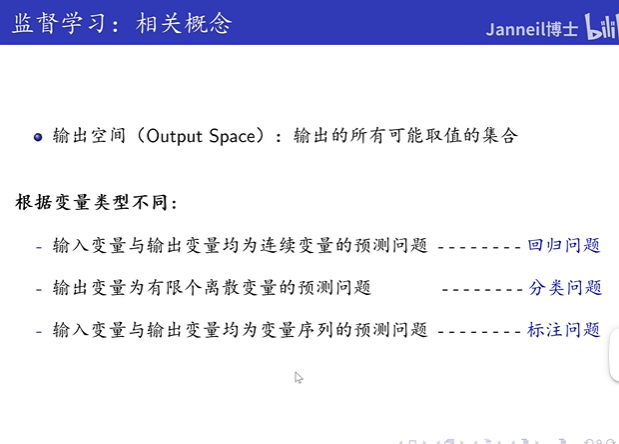 监督学习：相关概念
Janneil博士 bili
输出空间（Output Space）：输出的所有可能取值的集合
根据变量类型不同：
- 输入变量与输出变量均为连续变量的预测问题 -------- 回归问题
- 输出变量为有限个离散变量的预测问题 -------- 分类问题
- 输入变量与输出变量均为变量序列的预测问题 -------- 标注问题